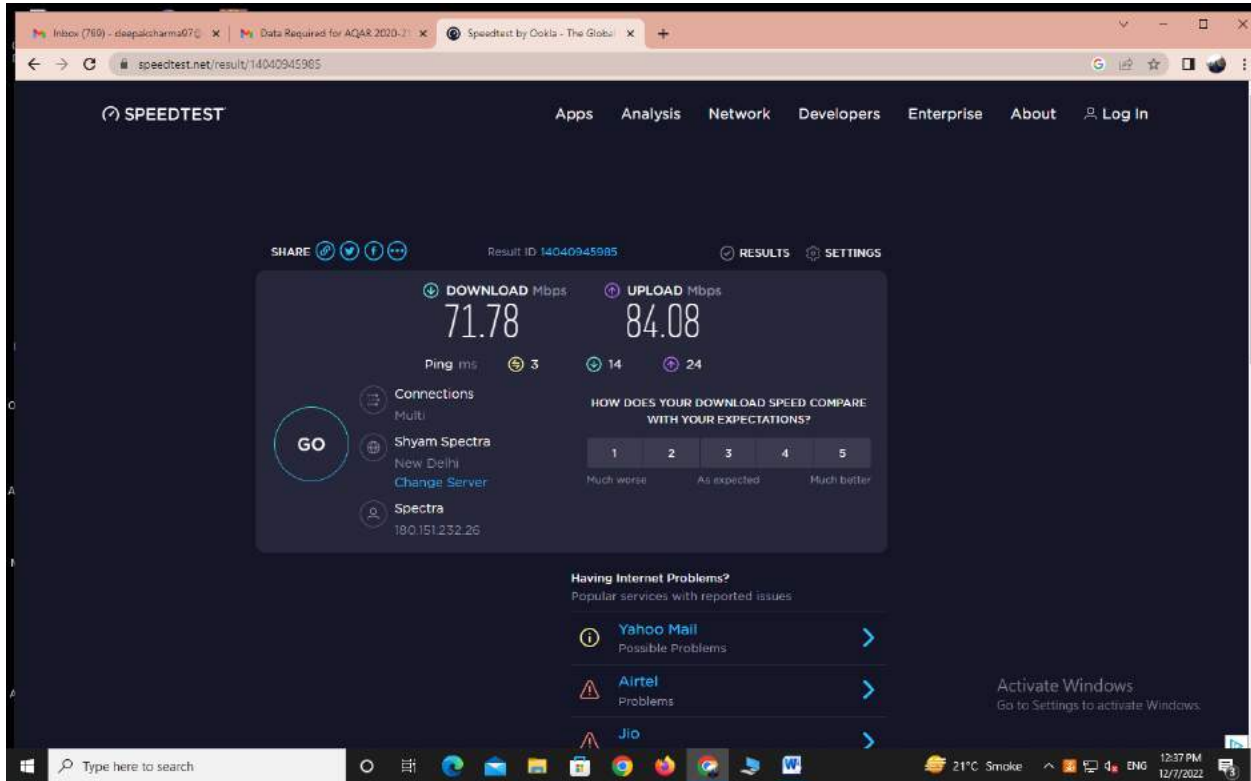 Inbox (769) - deepaksharma97@
Data Required for AQAR 2020-21
Speedtest by Ookla - The Global
speedtest.net/result/14040945985
SPEEDTEST
Apps Analysis Network Developers Enterprise About Log In
SHARE Result ID 14040945985 RESULTS SETTINGS
DOWNLOAD Mbps UPLOAD Mbps
71.78 84.08
Ping ms 3 14 24
Connections
Multi
GO
Shyam Spectra
New Delhi
Change Server
Spectra
180.151.232.26
HOW DOES YOUR DOWNLOAD SPEED COMPARE
WITH YOUR EXPECTATIONS?
1 2 3 4 5
Much worse As expected Much better
Having Internet Problems?
Popular services with reported issues
Yahoo Mail
Possible Problems
Airtel
Problems
Jio
Activate Windows
Go to Settings to activate Windows.
Type here to search
21°C Smoke
ENG
12:37 PM
12/7/2022